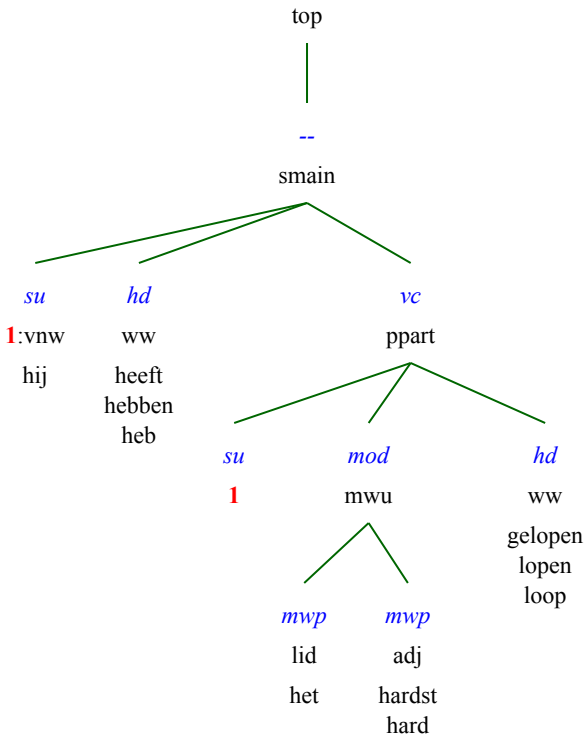 top
--
smain
su hd vc
1:vnw ww ppart
hij heeft
hebben
heb
su mod hd
1 mwu ww
gelopen
lopen
loop
mwp mwp
lid adj
het hardst
hard